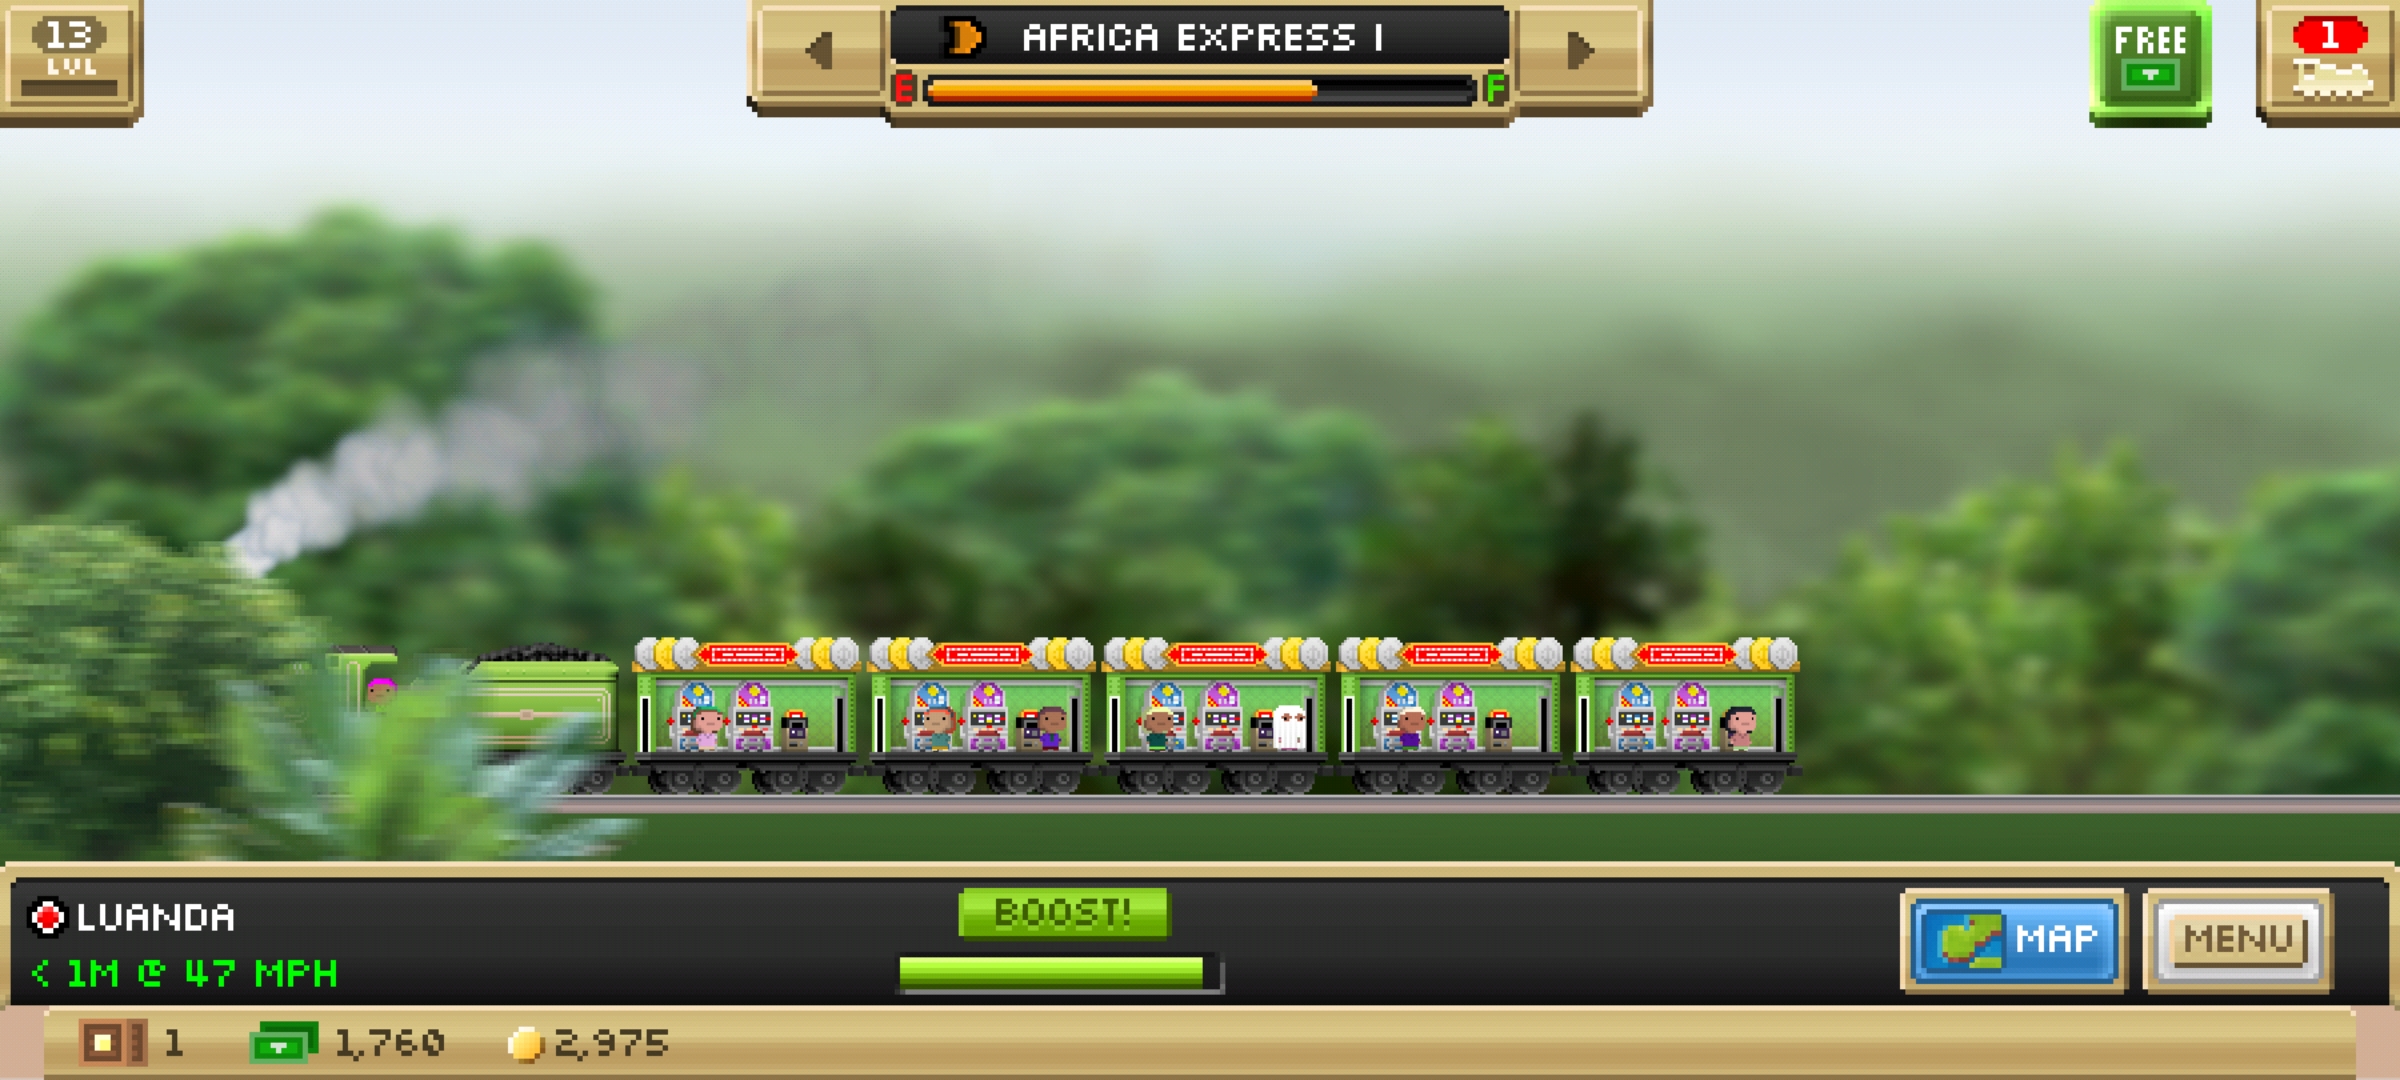 13
LVL
AFRICA EXPRESS I
E F
FREE
1
LUANDA
< 1M @ 47 MPH
BOOST!
MAP
MENU
1
1,760
2,975